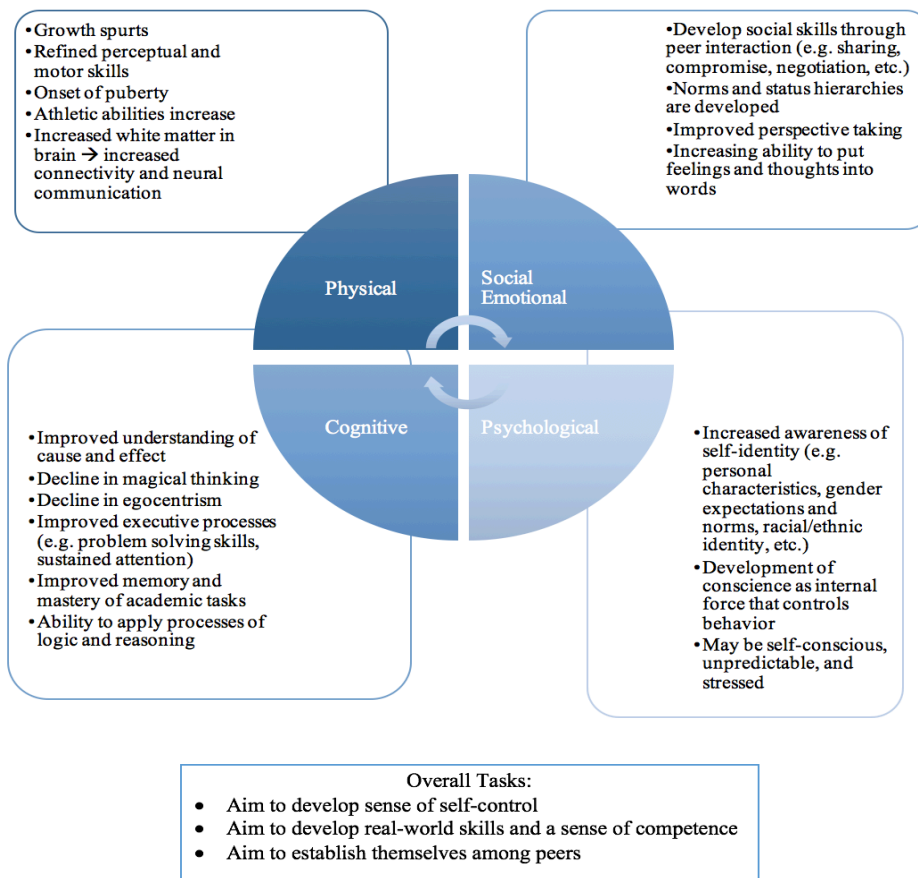 •Growth spurts
•Refined perceptual and
motor skills
•Onset of puberty
•Athletic abilities increase
•Increased white matter in
brain → increased
connectivity and neural
communication
•Develop social skills through
peer interaction (e.g. sharing,
compromise, negotiation, etc.)
•Norms and status hierarchies
are developed
•Improved perspective taking
•Increasing ability to put
feelings and thoughts into
words
Physical
Social
Emotional
Cognitive
Psychological
•Improved understanding of
cause and effect
•Decline in magical thinking
•Decline in egocentrism
•Improved executive processes
(e.g. problem solving skills,
sustained attention)
•Improved memory and
mastery of academic tasks
•Ability to apply processes of
logic and reasoning
•Increased awareness of
self-identity (e.g.
personal
characteristics, gender
expectations and
norms, racial/ethnic
identity, etc.)
•Development of
conscience as internal
force that controls
behavior
•May be self-conscious,
unpredictable, and
stressed
Overall Tasks:
• Aim to develop sense of self-control
• Aim to develop real-world skills and a sense of competence
• Aim to establish themselves among peers